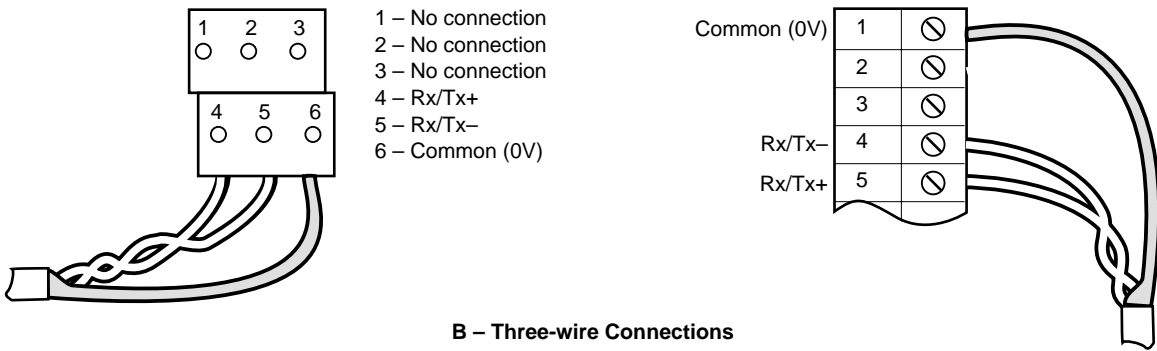 1 2 3
4 5 6
1 – No connection
2 – No connection
3 – No connection
4 – Rx/Tx+
5 – Rx/Tx–
6 – Common (0V)
Common (0V) 1
2
3
Rx/Tx– 4
Rx/Tx+ 5
B – Three-wire Connections